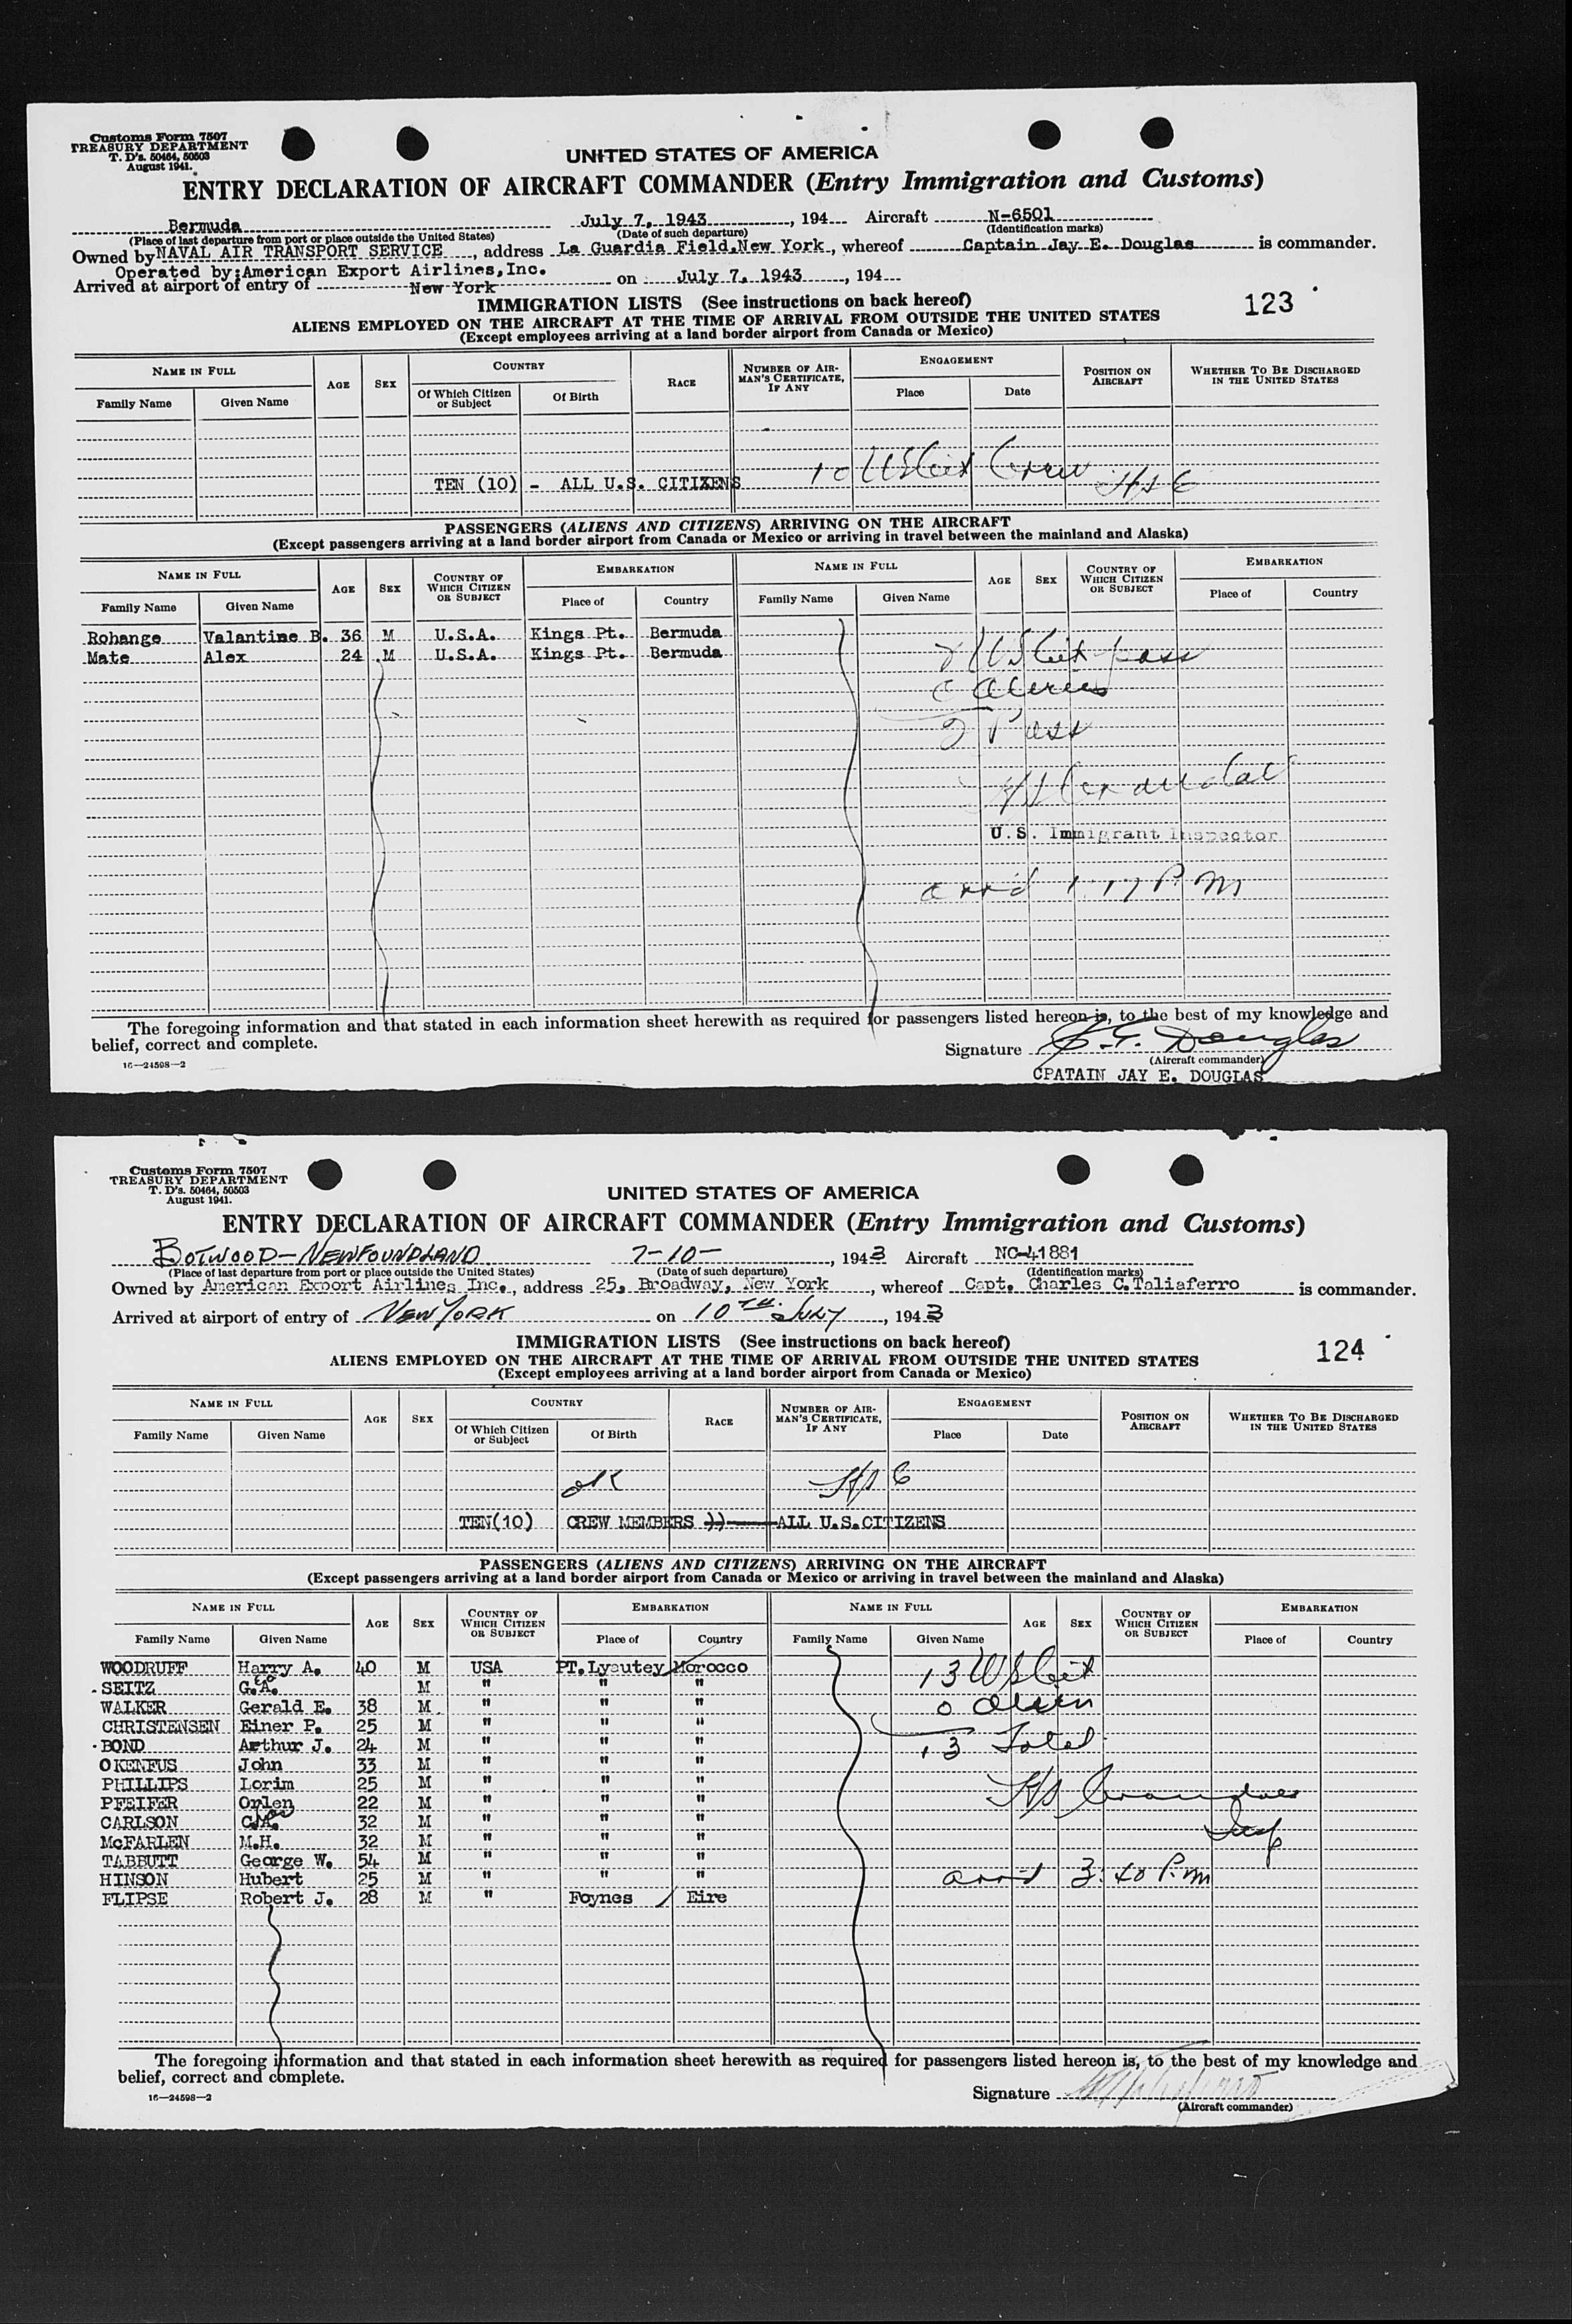 Customs Form 7507
TREASURY DEPARTMENT
T. D's. 50464, 50503
August 1941.
UNITED STATES OF AMERICA
ENTRY DECLARATION OF AIRCRAFT COMMANDER (Entry Immigration and Customs)
Bermuda July 7, 1943, 194 Aircraft N-6501
(Place of last departure from port or place outside the United States) (Date of such departure) (Identification marks)
Owned by NAVAL AIR TRANSPORT SERVICE, address La Guardia Field, New York, whereof Captain Jay E. Douglas is commander.
Operated by: American Export Airlines, Inc.
Arrived at airport of entry of New York on July 7, 1943, 194
IMMIGRATION LISTS (See instructions on back hereof) 123
ALIENS EMPLOYED ON THE AIRCRAFT AT THE TIME OF ARRIVAL FROM OUTSIDE THE UNITED STATES
(Except employees arriving at a land border airport from Canada or Mexico)
NAME IN FULL AGE SEX COUNTRY RACE NUMBER OF AIRMAN'S CERTIFICATE, IF ANY ENGAGEMENT POSITION ON AIRCRAFT WHETHER TO BE DISCHARGED IN THE UNITED STATES
Family Name Given Name Of Which Citizen or Subject Of Birth Place Date
10 US Cit Crew HSC
TEN (10) - ALL U.S. CITIZENS
PASSENGERS (ALIENS AND CITIZENS) ARRIVING ON THE AIRCRAFT
(Except passengers arriving at a land border airport from Canada or Mexico or arriving in travel between the mainland and Alaska)
NAME IN FULL AGE SEX COUNTRY OF WHICH CITIZEN OR SUBJECT EMBARKATION NAME IN FULL AGE SEX COUNTRY OF WHICH CITIZEN OR SUBJECT EMBARKATION
Family Name Given Name Place of Country Family Name Given Name Place of Country
Rohange Valantine B. 36 M U.S.A. Kings Pt. Bermuda
Mate Alex 24 M U.S.A. Kings Pt. Bermuda
2 US Cit pass
0 Aliens
2 Pass
U.S. Immigrant Inspector
arrd 1:17 P.M
The foregoing information and that stated in each information sheet herewith as required for passengers listed hereon is, to the best of my knowledge and
belief, correct and complete.
Signature Douglas
(Aircraft commander)
16—24598—2
CPATAIN JAY E. DOUGLAS
Customs Form 7507
TREASURY DEPARTMENT
T. D's. 50464, 50503
August 1941.
UNITED STATES OF AMERICA
ENTRY DECLARATION OF AIRCRAFT COMMANDER (Entry Immigration and Customs)
BOTWOOD - NEWFOUNDLAND 7-10-, 1943 Aircraft NC-41881
(Place of last departure from port or place outside the United States) (Date of such departure) (Identification marks)
Owned by American Export Airlines Inc., address 25, Broadway, New York, whereof Capt. Charles C. Taliaferro is commander.
Arrived at airport of entry of NEW YORK on 10TH July, 1943
IMMIGRATION LISTS (See instructions on back hereof) 124
ALIENS EMPLOYED ON THE AIRCRAFT AT THE TIME OF ARRIVAL FROM OUTSIDE THE UNITED STATES
(Except employees arriving at a land border airport from Canada or Mexico)
NAME IN FULL AGE SEX COUNTRY RACE NUMBER OF AIRMAN'S CERTIFICATE, IF ANY ENGAGEMENT POSITION ON AIRCRAFT WHETHER TO BE DISCHARGED IN THE UNITED STATES
Family Name Given Name Of Which Citizen or Subject Of Birth Place Date
OK HSC
TEN(10) CREW MEMBERS )) ALL U.S.CITIZENS
PASSENGERS (ALIENS AND CITIZENS) ARRIVING ON THE AIRCRAFT
(Except passengers arriving at a land border airport from Canada or Mexico or arriving in travel between the mainland and Alaska)
NAME IN FULL AGE SEX COUNTRY OF WHICH CITIZEN OR SUBJECT EMBARKATION NAME IN FULL AGE SEX COUNTRY OF WHICH CITIZEN OR SUBJECT EMBARKATION
Family Name Given Name Place of Country Family Name Given Name Place of Country
WOODRUFF Harry A. 40 M USA PT. Lyautey Morocco 13 US Cit
SEITZ G.A. M " " "
WALKER Gerald E. 38 M " " " 0 Alien
CHRISTENSEN Einer P. 25 M " " "
BOND Arthur J. 24 M " " " 13 Total
OKENFUS John 33 M " " "
PHILLIPS Lorim 25 M " " "
PFEIFER Orlen 22 M " " "
CARLSON C.A. 32 M " " " Insp
McFARLEN M.H. 32 M " " "
TABBUTT George W. 54 M " " "
HINSON Hubert 25 M " " " arrd 3:40 P.m
FLIPSE Robert J. 28 M " Foynes / Eire
The foregoing information and that stated in each information sheet herewith as required for passengers listed hereon is, to the best of my knowledge and
belief, correct and complete.
Signature
(Aircraft commander)
16—24598—2